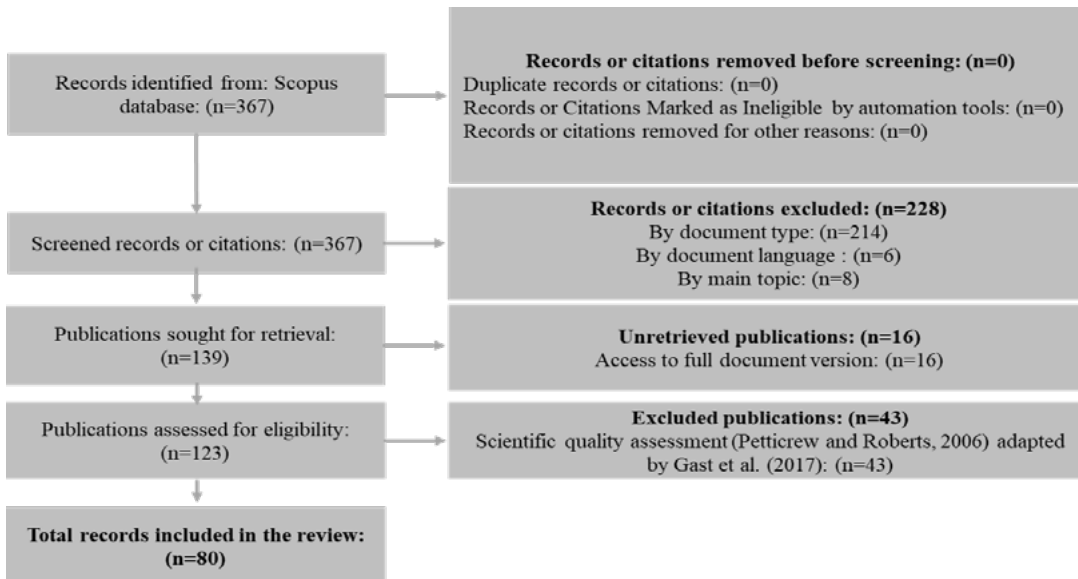 Records identified from: Scopus
database: (n=367)
Records or citations removed before screening: (n=0)
Duplicate records or citations: (n=0)
Records or Citations Marked as Ineligible by automation tools: (n=0)
Records or citations removed for other reasons: (n=0)
Screened records or citations: (n=367)
Records or citations excluded: (n=228)
By document type: (n=214)
By document language : (n=6)
By main topic: (n=8)
Publications sought for retrieval:
(n=139)
Unretrieved publications: (n=16)
Access to full document version: (n=16)
Publications assessed for eligibility:
(n=123)
Excluded publications: (n=43)
Scientific quality assessment (Petticrew and Roberts, 2006) adapted
by Gast et al. (2017): (n=43)
Total records included in the review:
(n=80)